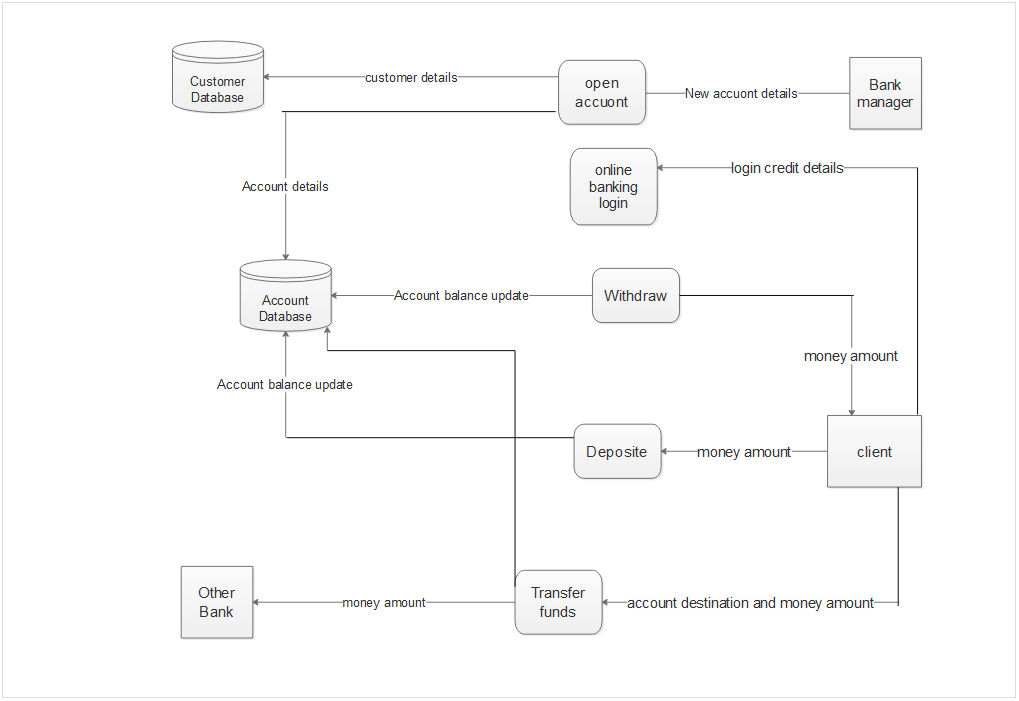 Customer
Database
customer details
open
accuont
New accuont details
Bank
manager
online
banking
login
login credit details
Account details
Account
Database
Account balance update
Withdraw
money amount
Account balance update
Deposite
money amount
client
Other
Bank
money amount
Transfer
funds
account destination and money amount